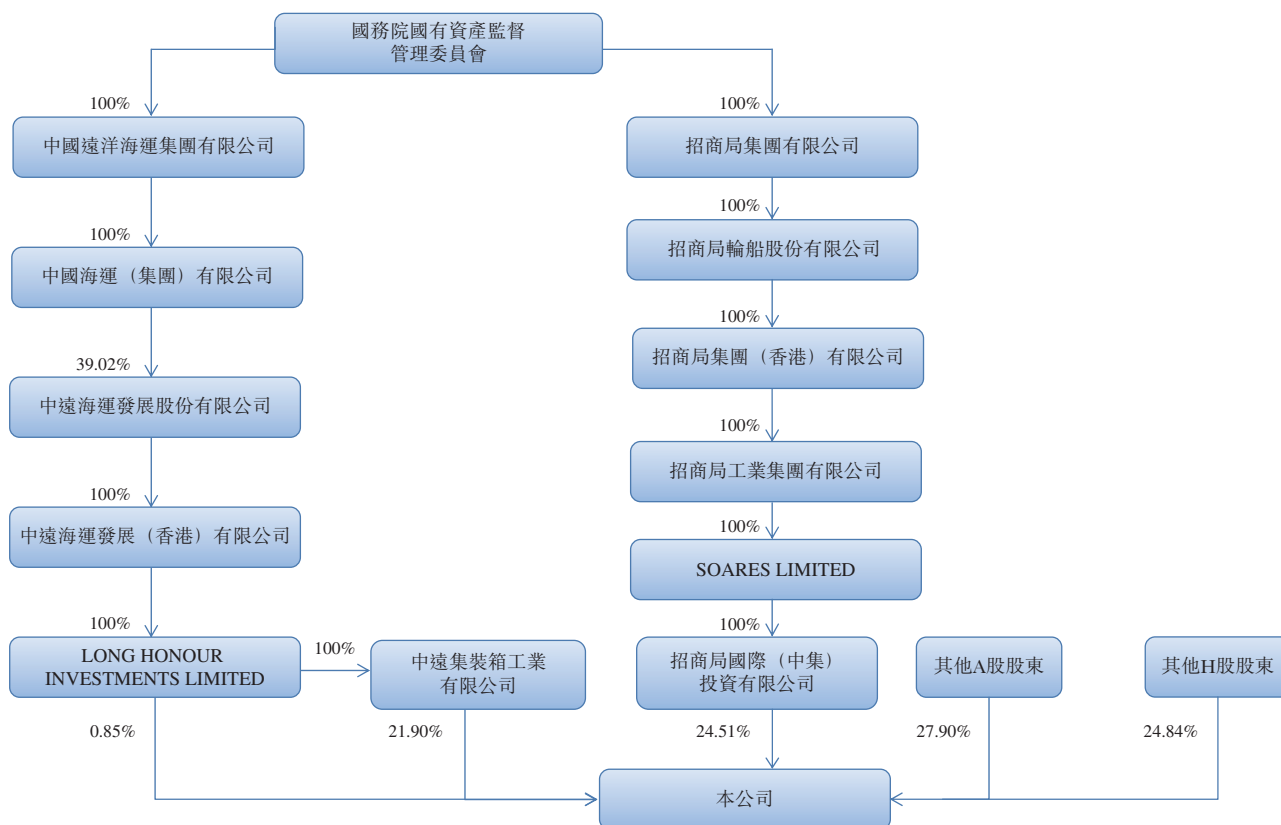 國務院國有資產監督
管理委員會
100%
100%
中國遠洋海運集團有限公司
招商局集團有限公司
100%
100%
中國海運（集團）有限公司
招商局輪船股份有限公司
100%
39.02%
招商局集團（香港）有限公司
中遠海運發展股份有限公司
100%
招商局工業集團有限公司
100%
中遠海運發展（香港）有限公司
100%
SOARES LIMITED
100%
100%
LONG HONOUR
INVESTMENTS LIMITED
100%
中遠集裝箱工業
有限公司
招商局國際（中集）
投資有限公司
其他A股股東
其他H股股東
0.85%
21.90%
24.51%
27.90%
24.84%
本公司